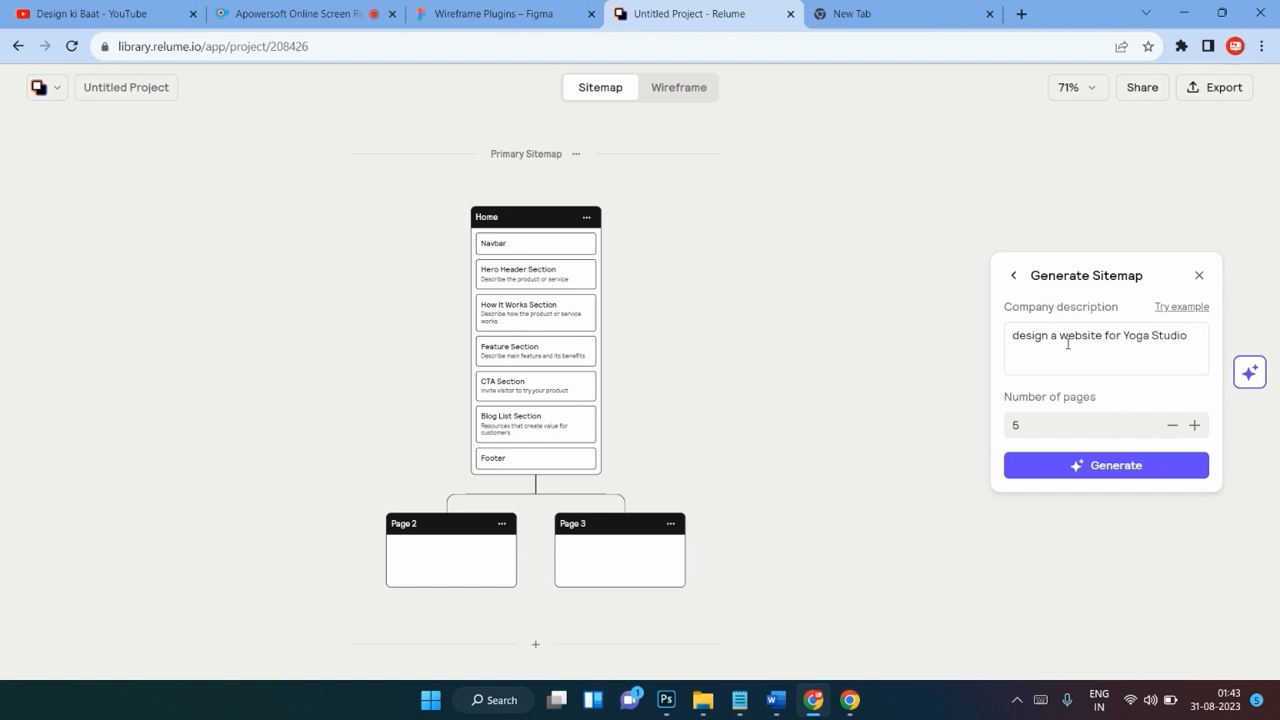 Design ki Baat - YouTube
Apowersoft Online Screen Re
Wireframe Plugins – Figma
Untitled Project - Relume
New Tab
library.relume.io/app/project/208426
Untitled Project
Sitemap
Wireframe
71%
Share
Export
Primary Sitemap
Home
Navbar
Hero Header Section
Describe the product or service
How It Works Section
Describe how the product or service
works
Feature Section
Describe main feature and its benefits
CTA Section
Invite visitor to try your product
Blog List Section
Resources that create value for
customers
Footer
Page 2
Page 3
Generate Sitemap
Company description
Try example
design a website for Yoga Studio
Number of pages
5
Generate
Search
1
Ps
W
ENG
IN
01:43
31-08-2023
5